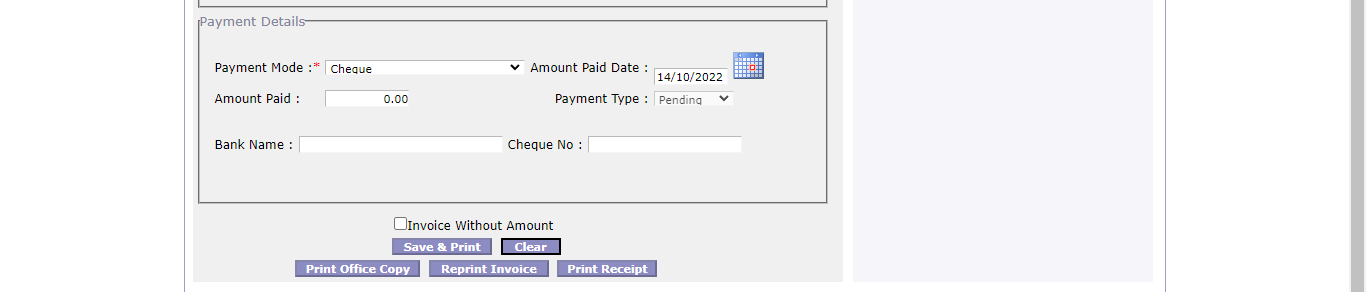 Payment Details
Payment Mode :* Cheque Amount Paid Date : 14/10/2022
Amount Paid : 0.00 Payment Type : Pending
Bank Name : Cheque No :
Invoice Without Amount
Save & Print Clear
Print Office Copy Reprint Invoice Print Receipt